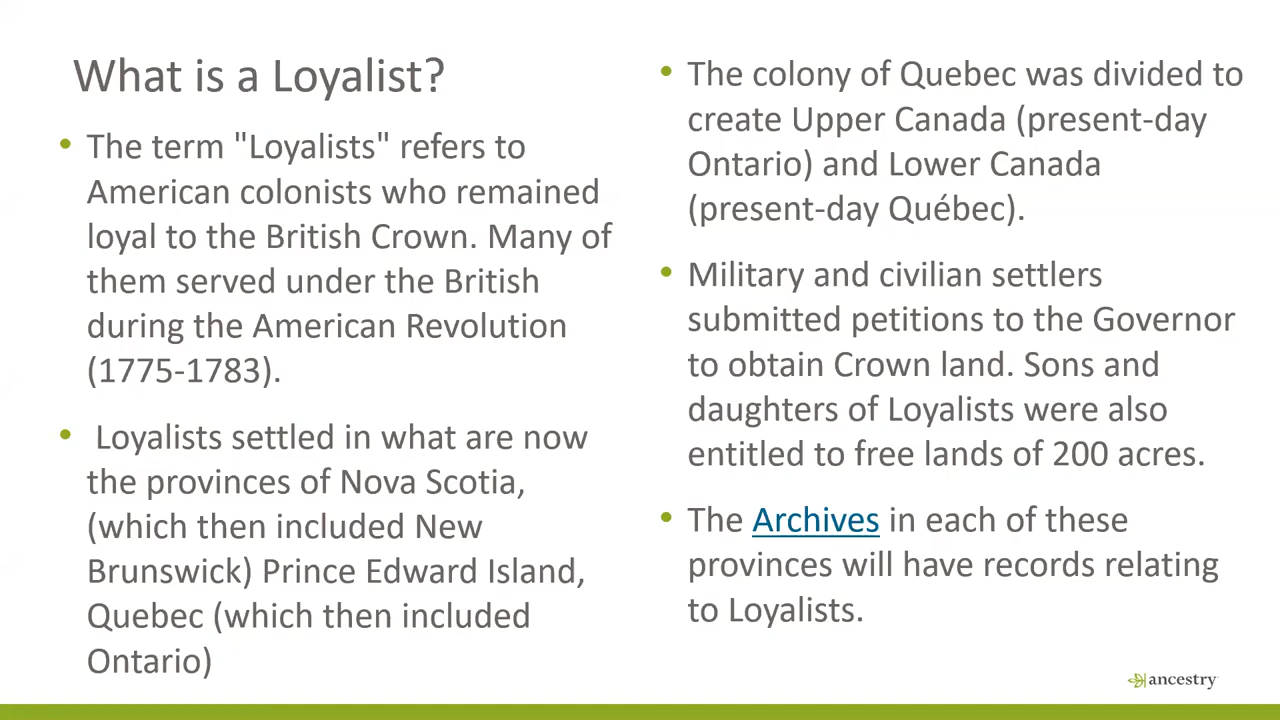 What is a Loyalist?
• The term "Loyalists" refers to
American colonists who remained
loyal to the British Crown. Many of
them served under the British
during the American Revolution
(1775-1783).
• Loyalists settled in what are now
the provinces of Nova Scotia,
(which then included New
Brunswick) Prince Edward Island,
Quebec (which then included
Ontario)
• The colony of Quebec was divided to
create Upper Canada (present-day
Ontario) and Lower Canada
(present-day Québec).
• Military and civilian settlers
submitted petitions to the Governor
to obtain Crown land. Sons and
daughters of Loyalists were also
entitled to free lands of 200 acres.
• The Archives in each of these
provinces will have records relating
to Loyalists.
ancestry